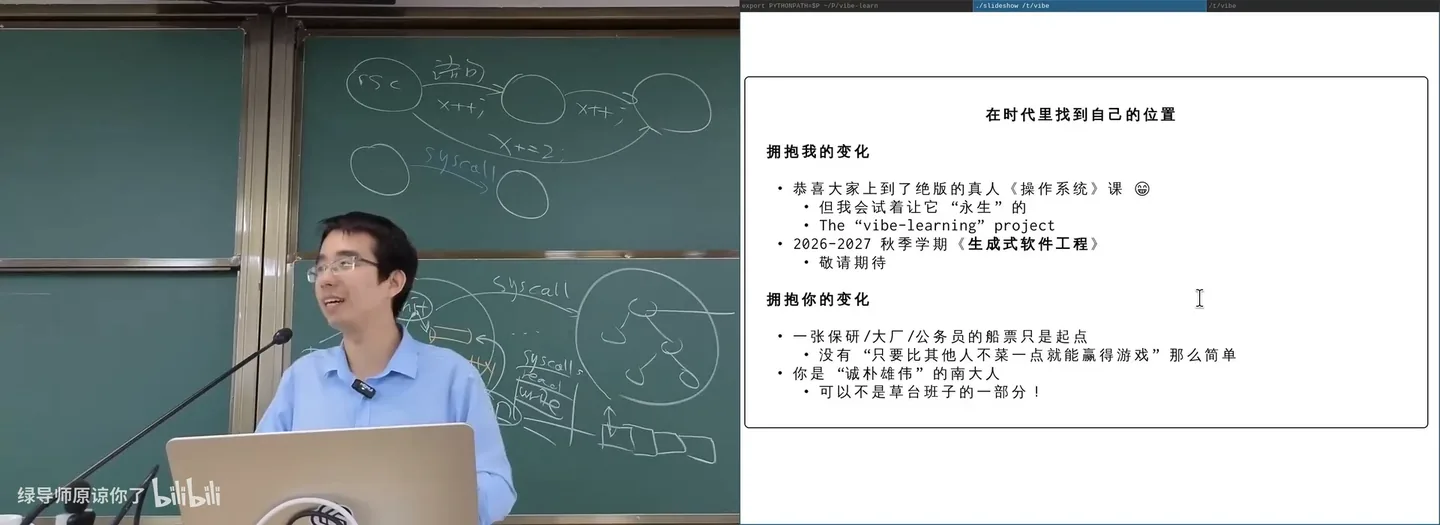 rsc
x++;
x++;
x+=2;
syscall
syscall
...
syscalls
read
write
绿导师原谅你了 bilibili
export PYTHONPATH=$P ~/P/vibe-learn
./slideshow /t/vibe
/t/vibe
在时代里找到自己的位置
拥抱我的变化
• 恭喜大家上到了绝版的真人《操作系统》课 😁
• 但我会试着让它 “永生” 的
• The “vibe-learning” project
• 2026-2027 秋季学期《生成式软件工程》
• 敬请期待
拥抱你的变化
• 一张保研/大厂/公务员的船票只是起点
• 没有 “只要比其他人不菜一点就能赢得游戏” 那么简单
• 你是 “诚朴雄伟” 的南大人
• 可以不是草台班子的一部分！